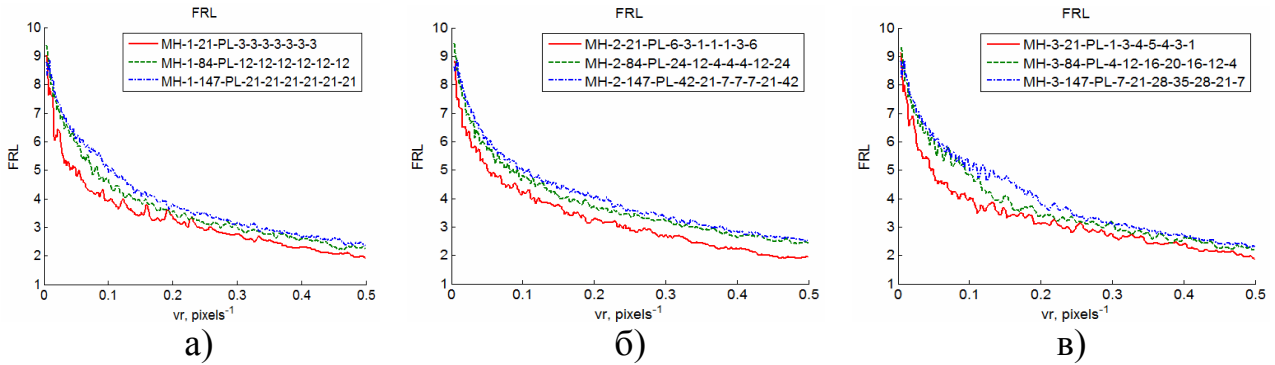 FRL
MH-1-21-PL-3-3-3-3-3-3-3
MH-1-84-PL-12-12-12-12-12-12-12
MH-1-147-PL-21-21-21-21-21-21-21
10
9
8
7
6
5
4
3
2
1
FRL
0
0.1
0.2
0.3
0.4
0.5
vr, pixels⁻¹
а)
FRL
MH-2-21-PL-6-3-1-1-1-3-6
MH-2-84-PL-24-12-4-4-4-12-24
MH-2-147-PL-42-21-7-7-7-21-42
10
9
8
7
6
5
4
3
2
1
FRL
0
0.1
0.2
0.3
0.4
0.5
vr, pixels⁻¹
б)
FRL
MH-3-21-PL-1-3-4-5-4-3-1
MH-3-84-PL-4-12-16-20-16-12-4
MH-3-147-PL-7-21-28-35-28-21-7
10
9
8
7
6
5
4
3
2
1
FRL
0
0.1
0.2
0.3
0.4
0.5
vr, pixels⁻¹
в)